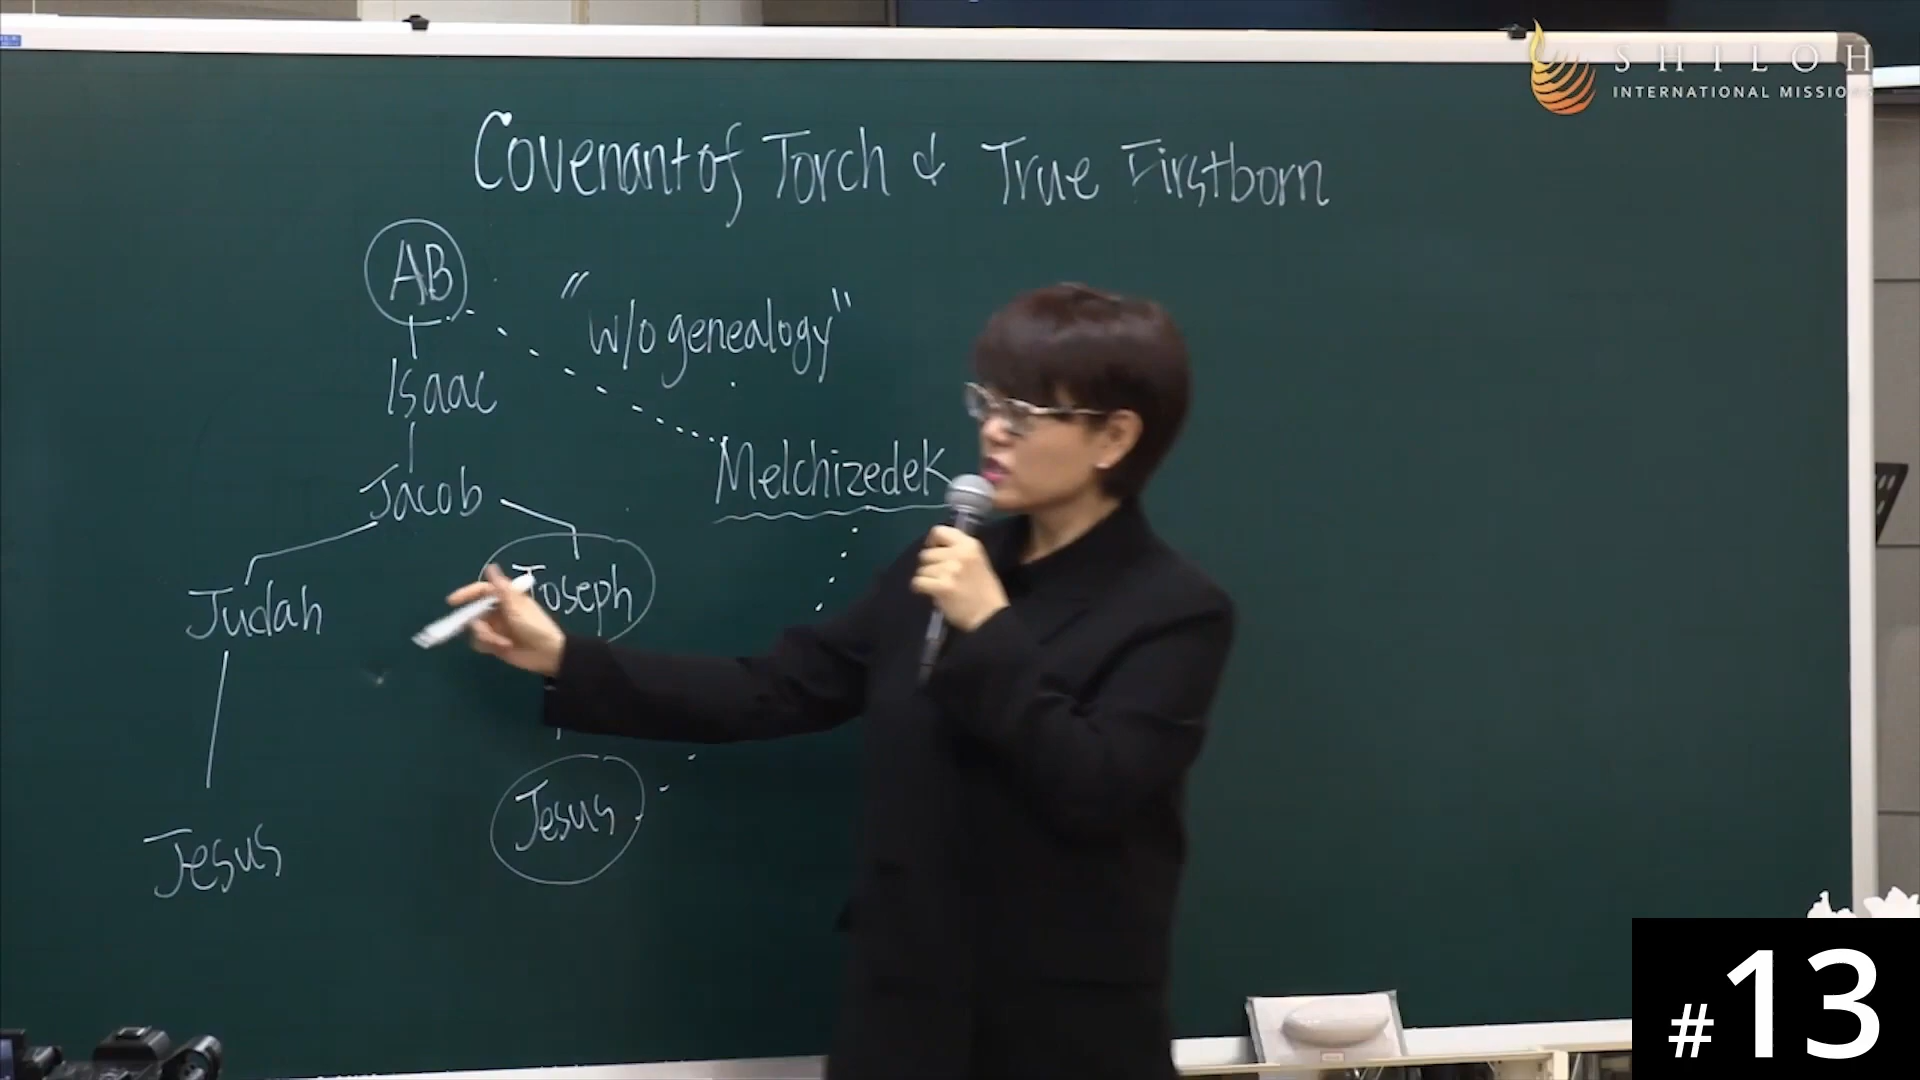 SHILOH
INTERNATIONAL MISSIO
Covenant of Torch & True Firstborn
AB
"w/o genealogy"
Isaac
Melchizedek
Jacob
Judah
Joseph
Jesus
Jesus
#13